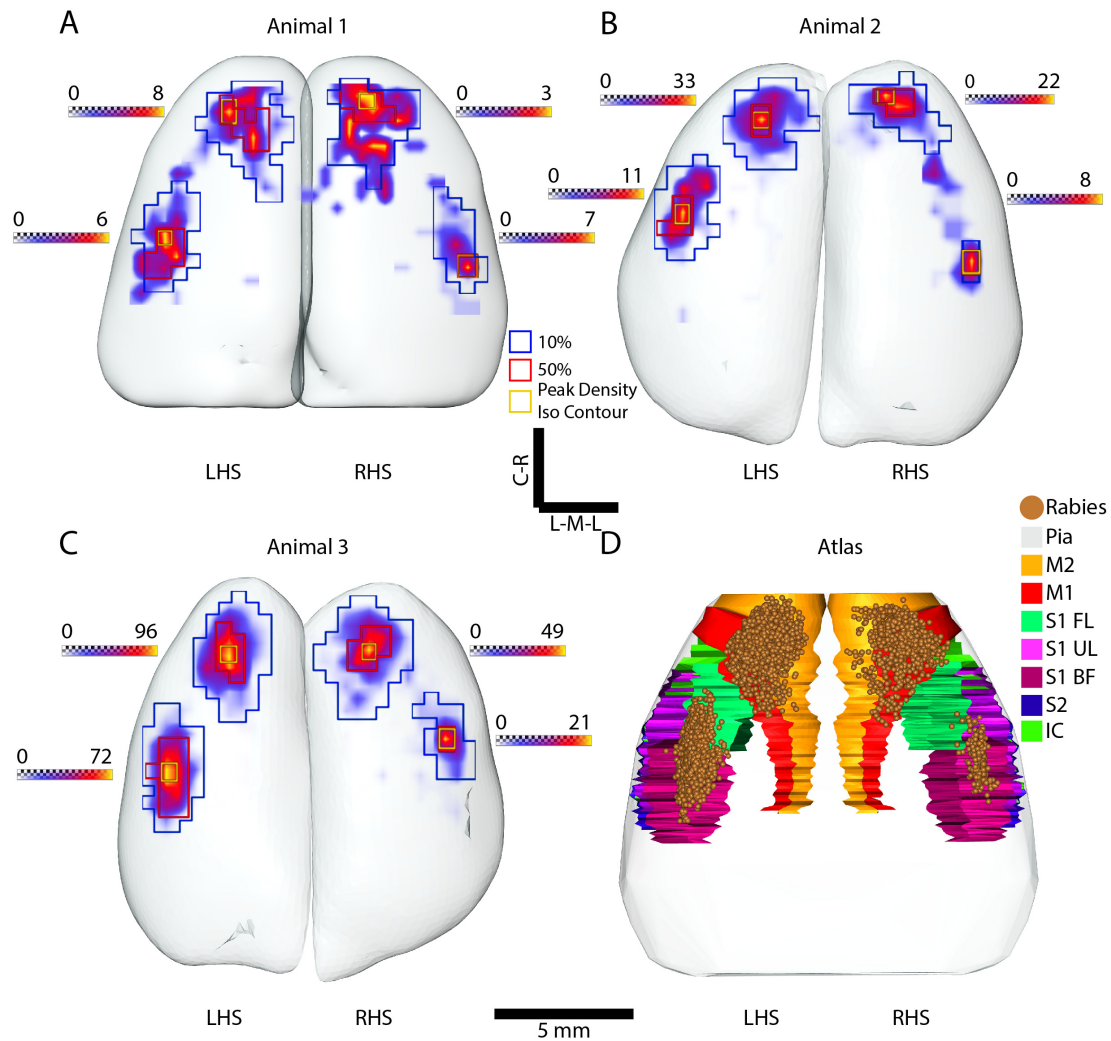 A
Animal 1
0 8
0 3
0 6
0 7
LHS
RHS
B
Animal 2
0 33
0 22
0 11
0 8
LHS
RHS
10%
50%
Peak Density
Iso Contour
C-R
L-M-L
C
Animal 3
0 96
0 49
0 72
0 21
LHS
RHS
5 mm
D
Atlas
Rabies
Pia
M2
M1
S1 FL
S1 UL
S1 BF
S2
IC
LHS
RHS